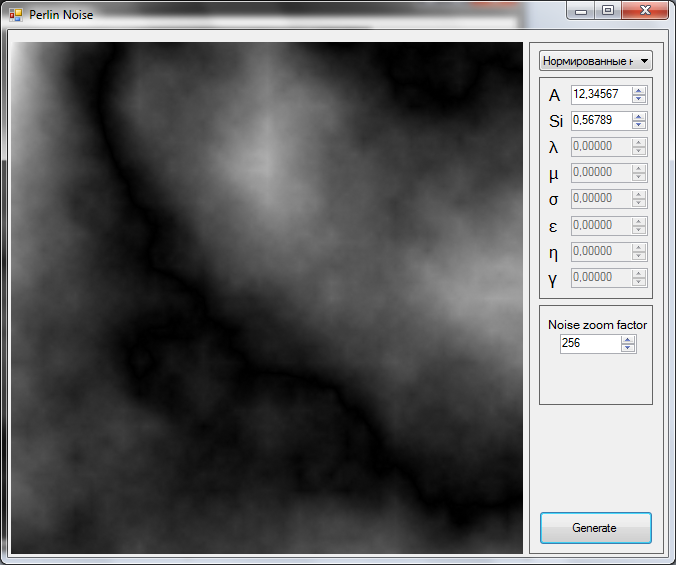 Perlin Noise
Нормированные
A 12,34567
Si 0,56789
λ 0,00000
μ 0,00000
σ 0,00000
ε 0,00000
η 0,00000
γ 0,00000
Noise zoom factor
256
Generate